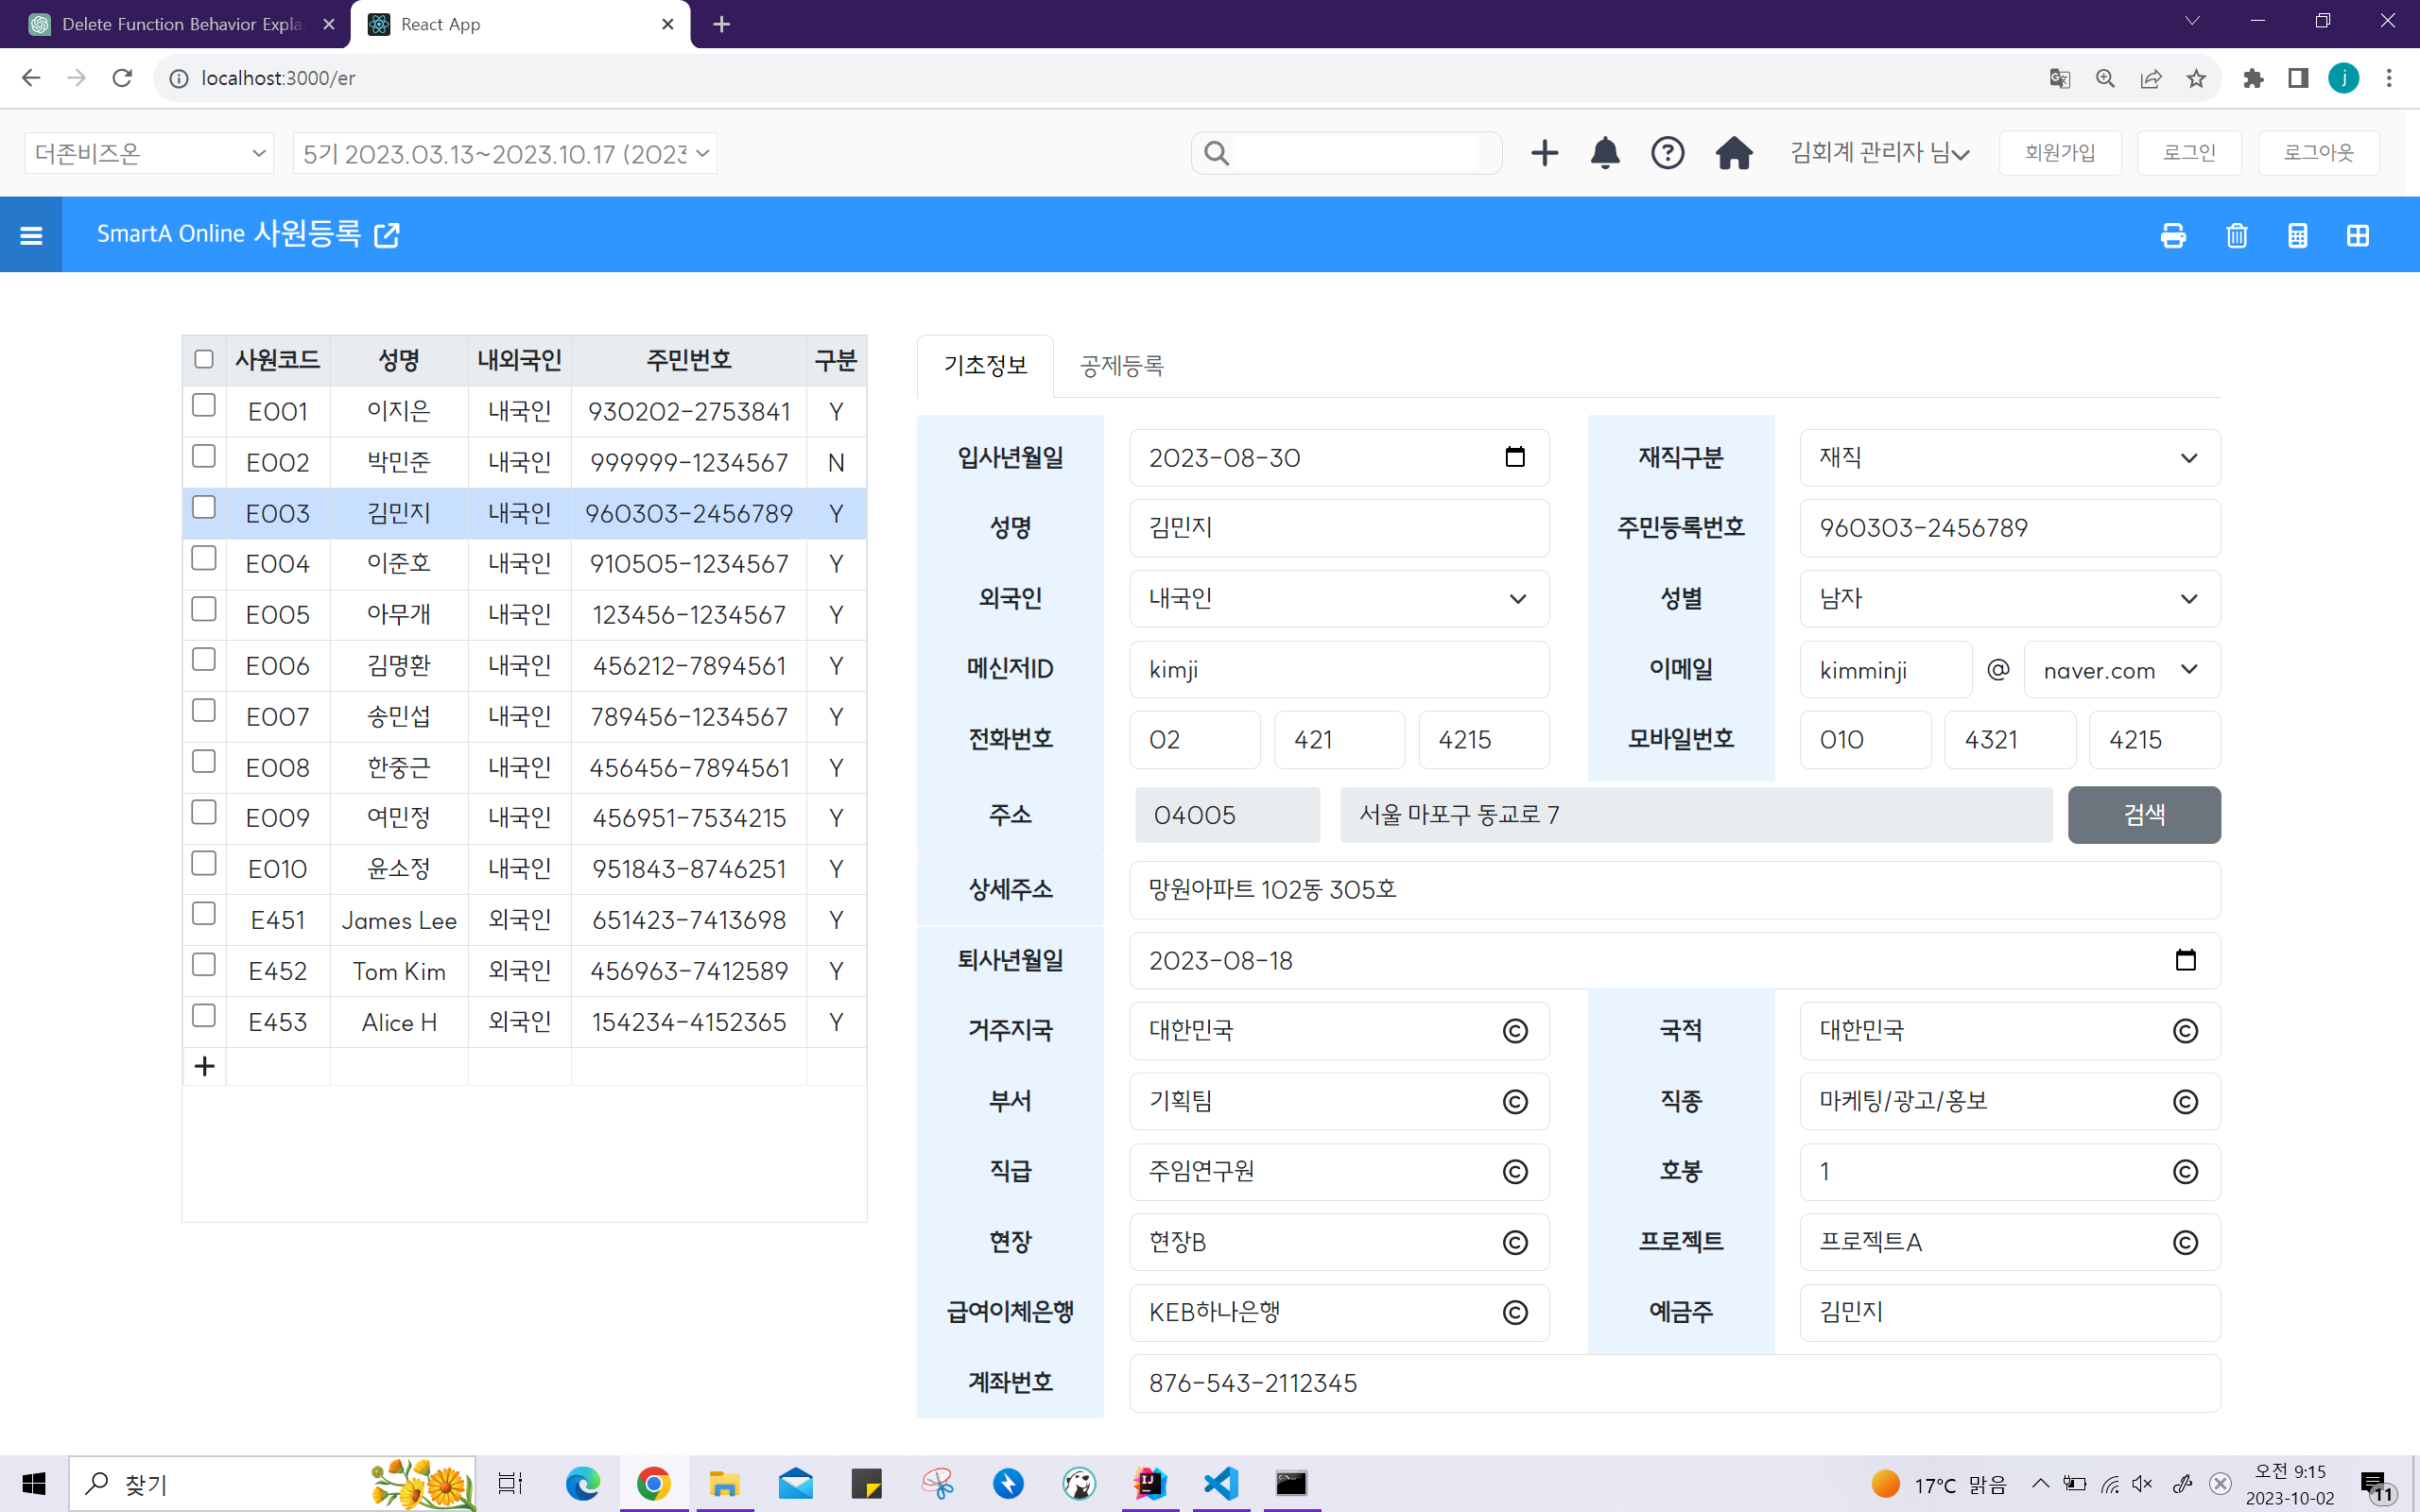 Delete Function Behavior Expla
React App
localhost:3000/er
j
더존비즈온
5기 2023.03.13~2023.10.17 (2023
김회계 관리자 님
회원가입
로그인
로그아웃
SmartA Online 사원등록
사원코드 성명 내외국인 주민번호 구분
E001 이지은 내국인 930202-2753841 Y
E002 박민준 내국인 999999-1234567 N
E003 김민지 내국인 960303-2456789 Y
E004 이준호 내국인 910505-1234567 Y
E005 아무개 내국인 123456-1234567 Y
E006 김명환 내국인 456212-7894561 Y
E007 송민섭 내국인 789456-1234567 Y
E008 한중근 내국인 456456-7894561 Y
E009 여민정 내국인 456951-7534215 Y
E010 윤소정 내국인 951843-8746251 Y
E451 James Lee 외국인 651423-7413698 Y
E452 Tom Kim 외국인 456963-7412589 Y
E453 Alice H 외국인 154234-4152365 Y
기초정보 공제등록
입사년월일 2023-08-30 재직구분 재직
성명 김민지 주민등록번호 960303-2456789
외국인 내국인 성별 남자
메신저ID kimji 이메일 kimminji @ naver.com
전화번호 02 421 4215 모바일번호 010 4321 4215
주소 04005 서울 마포구 동교로 7 검색
상세주소 망원아파트 102동 305호
퇴사년월일 2023-08-18
거주지국 대한민국 국적 대한민국
부서 기획팀 직종 마케팅/광고/홍보
직급 주임연구원 호봉 1
현장 현장B 프로젝트 프로젝트A
급여이체은행 KEB하나은행 예금주 김민지
계좌번호 876-543-2112345
찾기
17°C 맑음
오전 9:15
2023-10-02
11